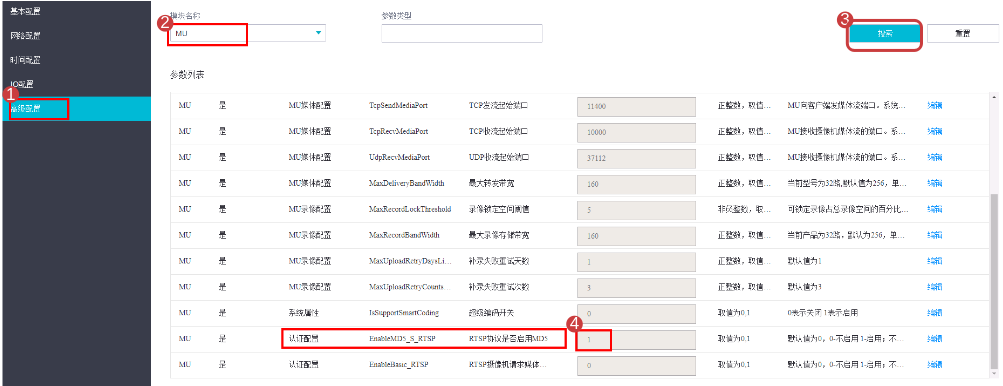 基本配置
网络配置
时间配置
IO配置
高级配置
1
模块名称
参数类型
2
MU
3
搜索
重置
参数列表
MU 是 MU媒体配置 TcpSendMediaPort TCP发流起始端口 11400 正整数，取值... MU向客户端发媒体流端口。系统... 编辑
MU 是 MU媒体配置 TcpRecvMediaPort TCP收流起始端口 10000 正整数，取值... MU接收摄像机媒体流的端口。系... 编辑
MU 是 MU媒体配置 UdpRecvMediaPort UDP收流起始端口 37112 正整数，取值... MU接收摄像机媒体流的端口。系... 编辑
MU 是 MU媒体配置 MaxDeliveryBandWidth 最大转发带宽 160 正整数，取值... 当前型号为32路,默认值为256，单... 编辑
MU 是 MU录像配置 MaxRecordLockThreshold 录像锁定空间阈值 5 非负整数，取... 可锁定录像占总录像空间的百分比... 编辑
MU 是 MU录像配置 MaxRecordBandWidth 最大录像存储带宽 160 正整数，取值... 当前产品为32路，默认为256，单... 编辑
MU 是 MU录像配置 MaxUploadRetryDaysLi... 补录失败重试天数 1 正整数，取值... 默认值为1 编辑
MU 是 MU录像配置 MaxUploadRetryCounts... 补录失败重试次数 3 正整数，取值... 默认值为3 编辑
MU 是 系统属性 IsSupportSmartCoding 超级编码开关 0 取值为0,1 0表示关闭 1表示启用 编辑
4
MU 是 认证配置 EnableMD5_S_RTSP RTSP协议是否启用MD5 1 取值为0,1 默认值为0，0-不启用 1-启用；不... 编辑
MU 是 认证配置 EnableBasic_RTSP RTSP摄像机请求媒体... 0 取值为0,1 默认值为0，0-不启用 1-启用；不... 编辑